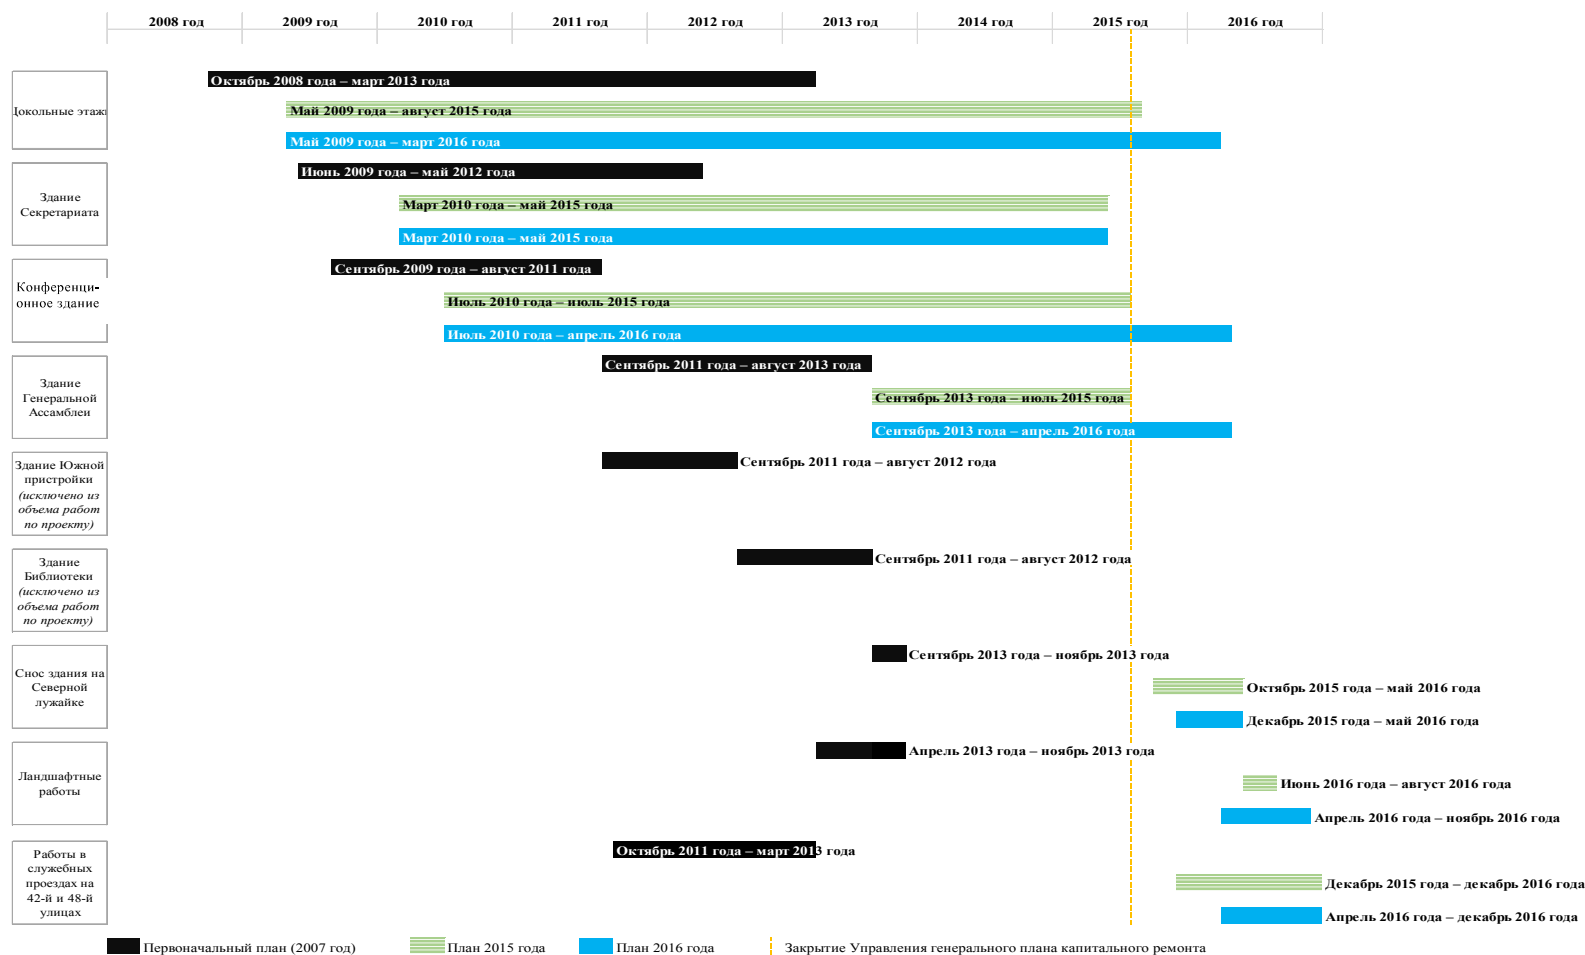 2008 год 2009 год 2010 год 2011 год 2012 год 2013 год 2014 год 2015 год 2016 год
Цокольные этажи
Октябрь 2008 года – март 2013 года
Май 2009 года – август 2015 года
Май 2009 года – март 2016 года
Здание
Секретариата
Июнь 2009 года – май 2012 года
Март 2010 года – май 2015 года
Март 2010 года – май 2015 года
Конференци-
онное здание
Сентябрь 2009 года – август 2011 года
Июль 2010 года – июль 2015 года
Июль 2010 года – апрель 2016 года
Здание
Генеральной
Ассамблеи
Сентябрь 2011 года – август 2013 года
Сентябрь 2013 года – июль 2015 года
Сентябрь 2013 года – апрель 2016 года
Здание Южной
пристройки
(исключено из
объема работ
по проекту)
Сентябрь 2011 года – август 2012 года
Здание
Библиотеки
(исключено из
объема работ
по проекту)
Сентябрь 2011 года – август 2012 года
Снос здания на
Северной
лужайке
Сентябрь 2013 года – ноябрь 2013 года
Октябрь 2015 года – май 2016 года
Декабрь 2015 года – май 2016 года
Ландшафтные
работы
Апрель 2013 года – ноябрь 2013 года
Июнь 2016 года – август 2016 года
Апрель 2016 года – ноябрь 2016 года
Работы в
служебных
проездах на
42-й и 48-й
улицах
Октябрь 2011 года – март 2013 года
Декабрь 2015 года – декабрь 2016 года
Апрель 2016 года – декабрь 2016 года
Первоначальный план (2007 год) План 2015 года План 2016 года Закрытие Управления генерального плана капитального ремонта